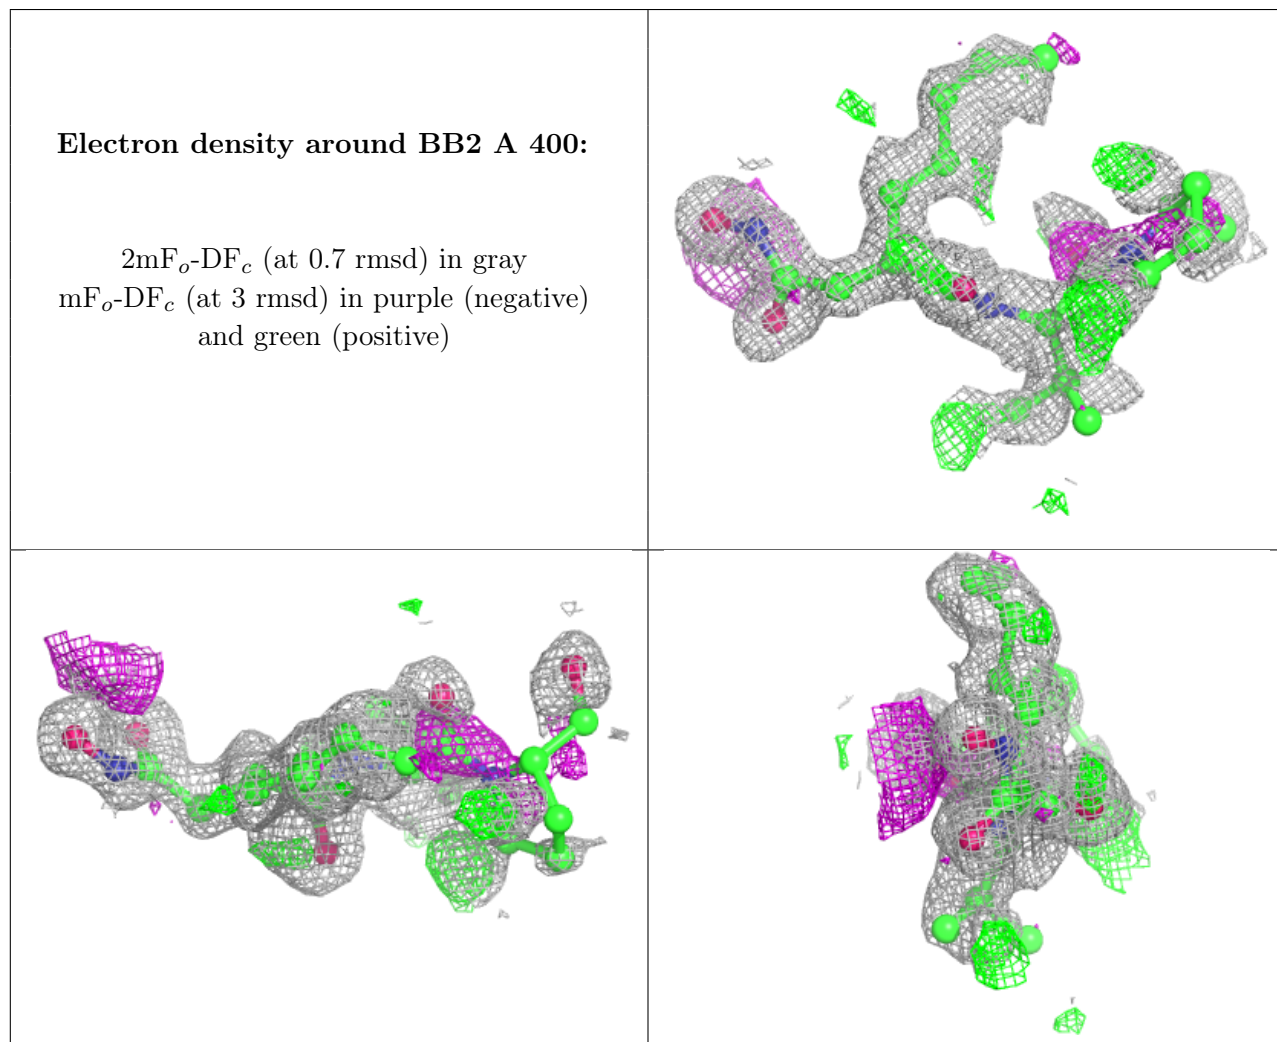 Electron density around BB2 A 400:
2mFo-DFc (at 0.7 rmsd) in gray
mFo-DFc (at 3 rmsd) in purple (negative)
and green (positive)